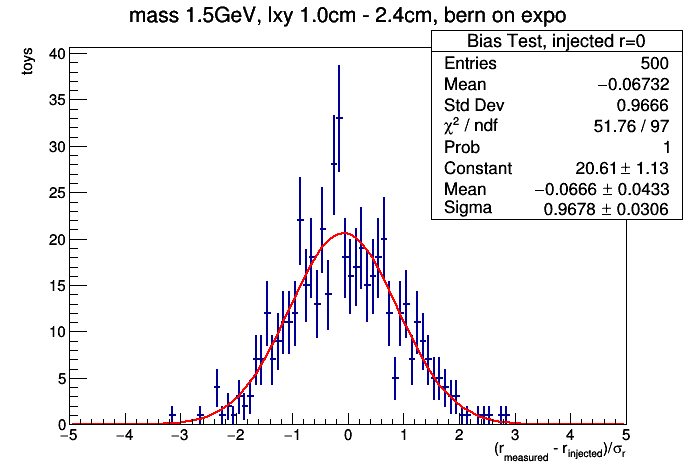 mass 1.5GeV, lxy 1.0cm - 2.4cm, bern on expo
Bias Test, injected r=0
Entries 500
Mean −0.06732
Std Dev 0.9666
χ² / ndf 51.76 / 97
Prob 1
Constant 20.61 ± 1.13
Mean −0.0666 ± 0.0433
Sigma 0.9678 ± 0.0306
toys
40
35
30
25
20
15
10
5
0
−5 −4 −3 −2 −1 0 1 2 3 4 5
(r_measured - r_injected)/σ_r